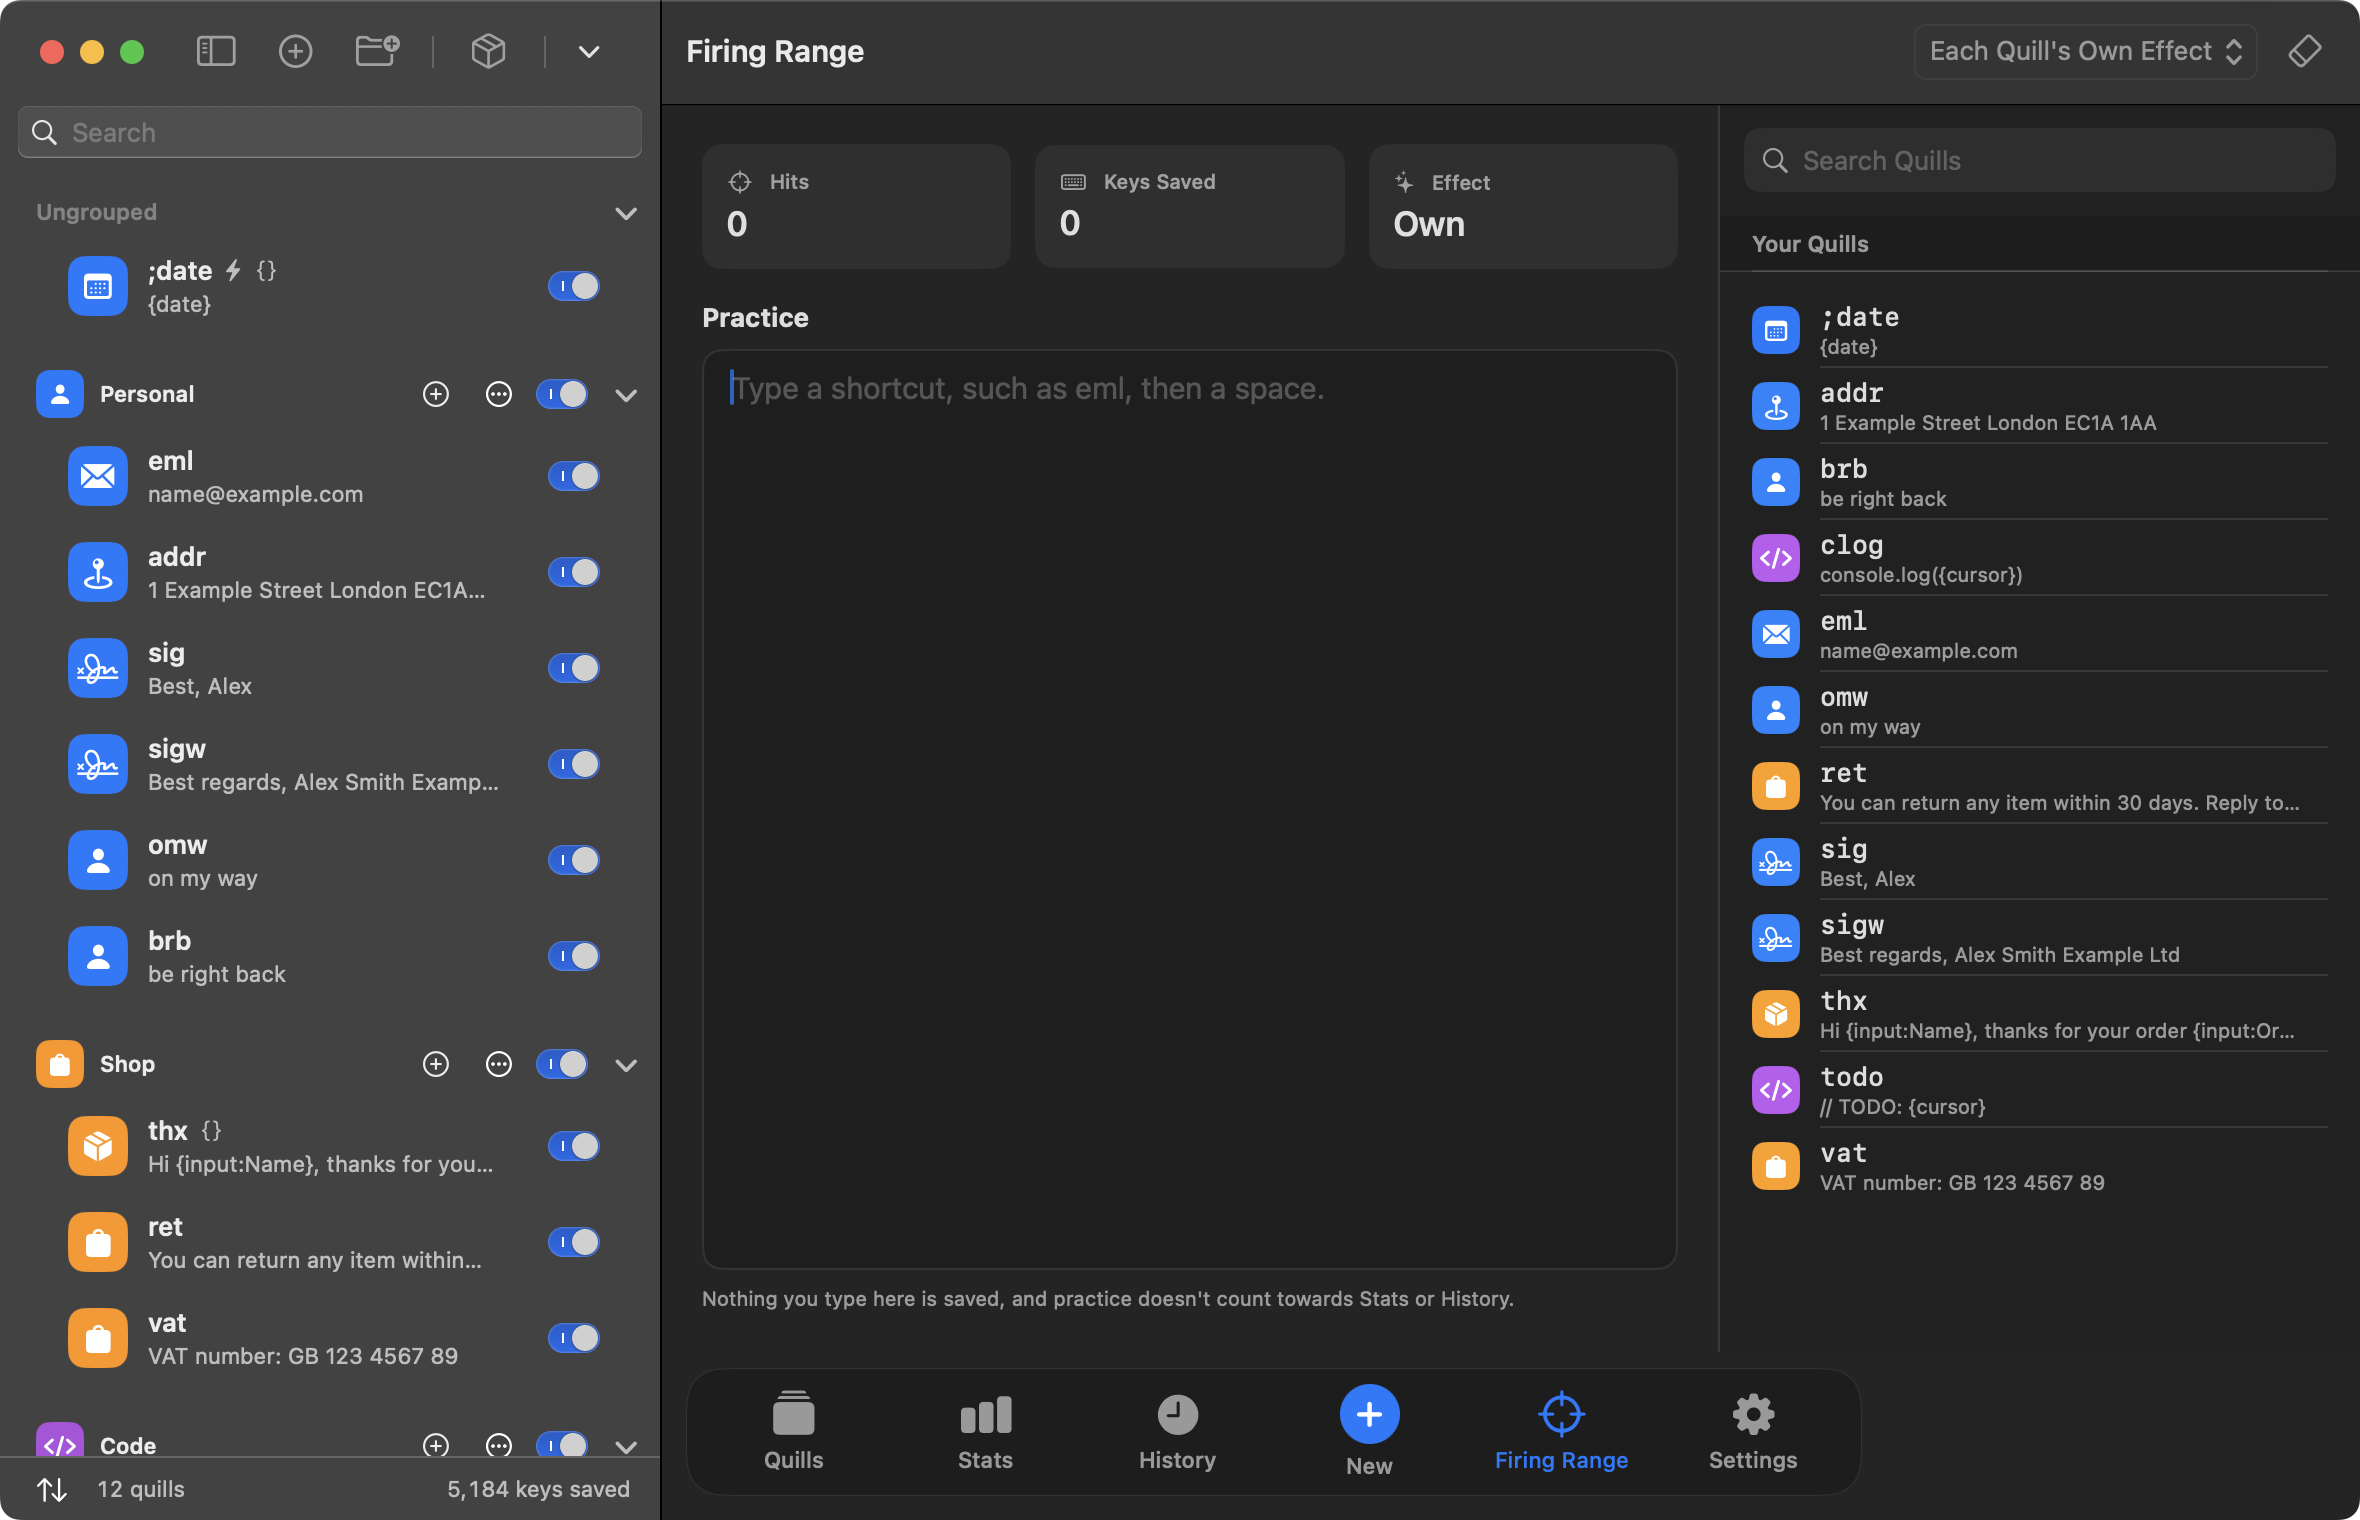 Search
Ungrouped
;date {}
{date}
Personal
eml
name@example.com
addr
1 Example Street London EC1A...
sig
Best, Alex
sigw
Best regards, Alex Smith Examp...
omw
on my way
brb
be right back
Shop
thx {}
Hi {input:Name}, thanks for you...
ret
You can return any item within...
vat
VAT number: GB 123 4567 89
</> Code
12 quills
5,184 keys saved
Firing Range
Each Quill's Own Effect
Hits
0
Keys Saved
0
Effect
Own
Practice
Type a shortcut, such as eml, then a space.
Nothing you type here is saved, and practice doesn't count towards Stats or History.
Search Quills
Your Quills
;date
{date}
addr
1 Example Street London EC1A 1AA
brb
be right back
</> clog
console.log({cursor})
eml
name@example.com
omw
on my way
ret
You can return any item within 30 days. Reply to...
sig
Best, Alex
sigw
Best regards, Alex Smith Example Ltd
thx
Hi {input:Name}, thanks for your order {input:Or...
</> todo
// TODO: {cursor}
vat
VAT number: GB 123 4567 89
Quills
Stats
History
New
Firing Range
Settings